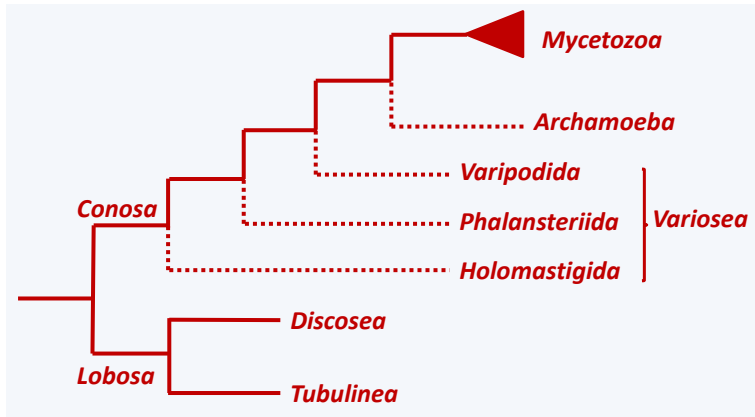 Mycetozoa
Archamoeba
Varipodida
Conosa
Phalansteriida
Variosea
Holomastigida
Discosea
Lobosa
Tubulinea